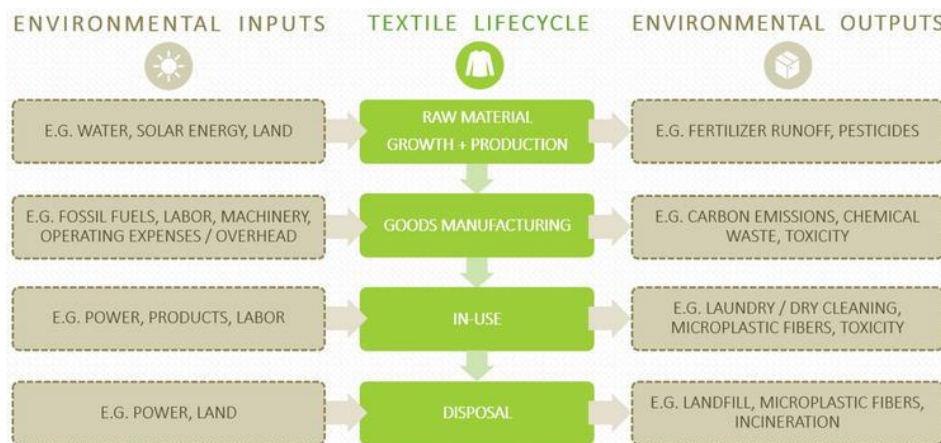 ENVIRONMENTAL INPUTS
TEXTILE LIFECYCLE
ENVIRONMENTAL OUTPUTS
E.G. WATER, SOLAR ENERGY, LAND
RAW MATERIAL
GROWTH + PRODUCTION
E.G. FERTILIZER RUNOFF, PESTICIDES
E.G. FOSSIL FUELS, LABOR, MACHINERY,
OPERATING EXPENSES / OVERHEAD
GOODS MANUFACTURING
E.G. CARBON EMISSIONS, CHEMICAL
WASTE, TOXICITY
E.G. POWER, PRODUCTS, LABOR
IN-USE
E.G. LAUNDRY / DRY CLEANING,
MICROPLASTIC FIBERS, TOXICITY
E.G. POWER, LAND
DISPOSAL
E.G. LANDFILL, MICROPLASTIC FIBERS,
INCINERATION